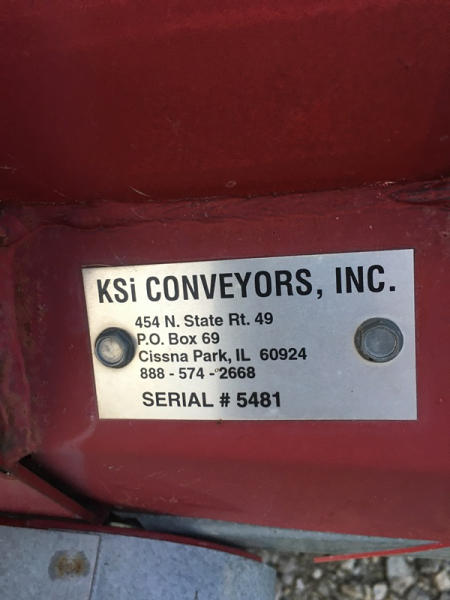 KSi CONVEYORS, INC.
454 N. State Rt. 49
P.O. Box 69
Cissna Park, IL 60924
888 - 574 - 2668
SERIAL # 5481